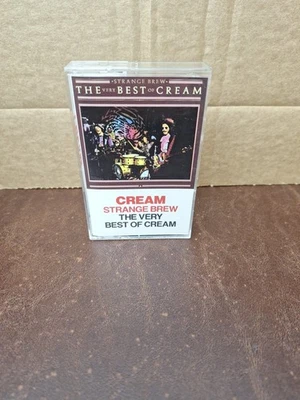 ·STRANGE BREW·
THE VERY BEST OF CREAM
CREAM
STRANGE BREW
THE VERY
BEST OF CREAM